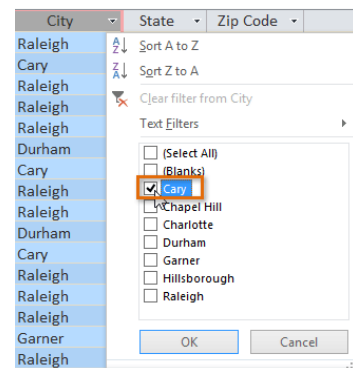 City State Zip Code
Raleigh
Cary
Raleigh
Raleigh
Raleigh
Durham
Cary
Raleigh
Raleigh
Durham
Cary
Raleigh
Raleigh
Raleigh
Garner
Raleigh
Sort A to Z
Sort Z to A
Clear filter from City
Text Filters
(Select All)
(Blanks)
Cary
Chapel Hill
Charlotte
Durham
Garner
Hillsborough
Raleigh
OK Cancel